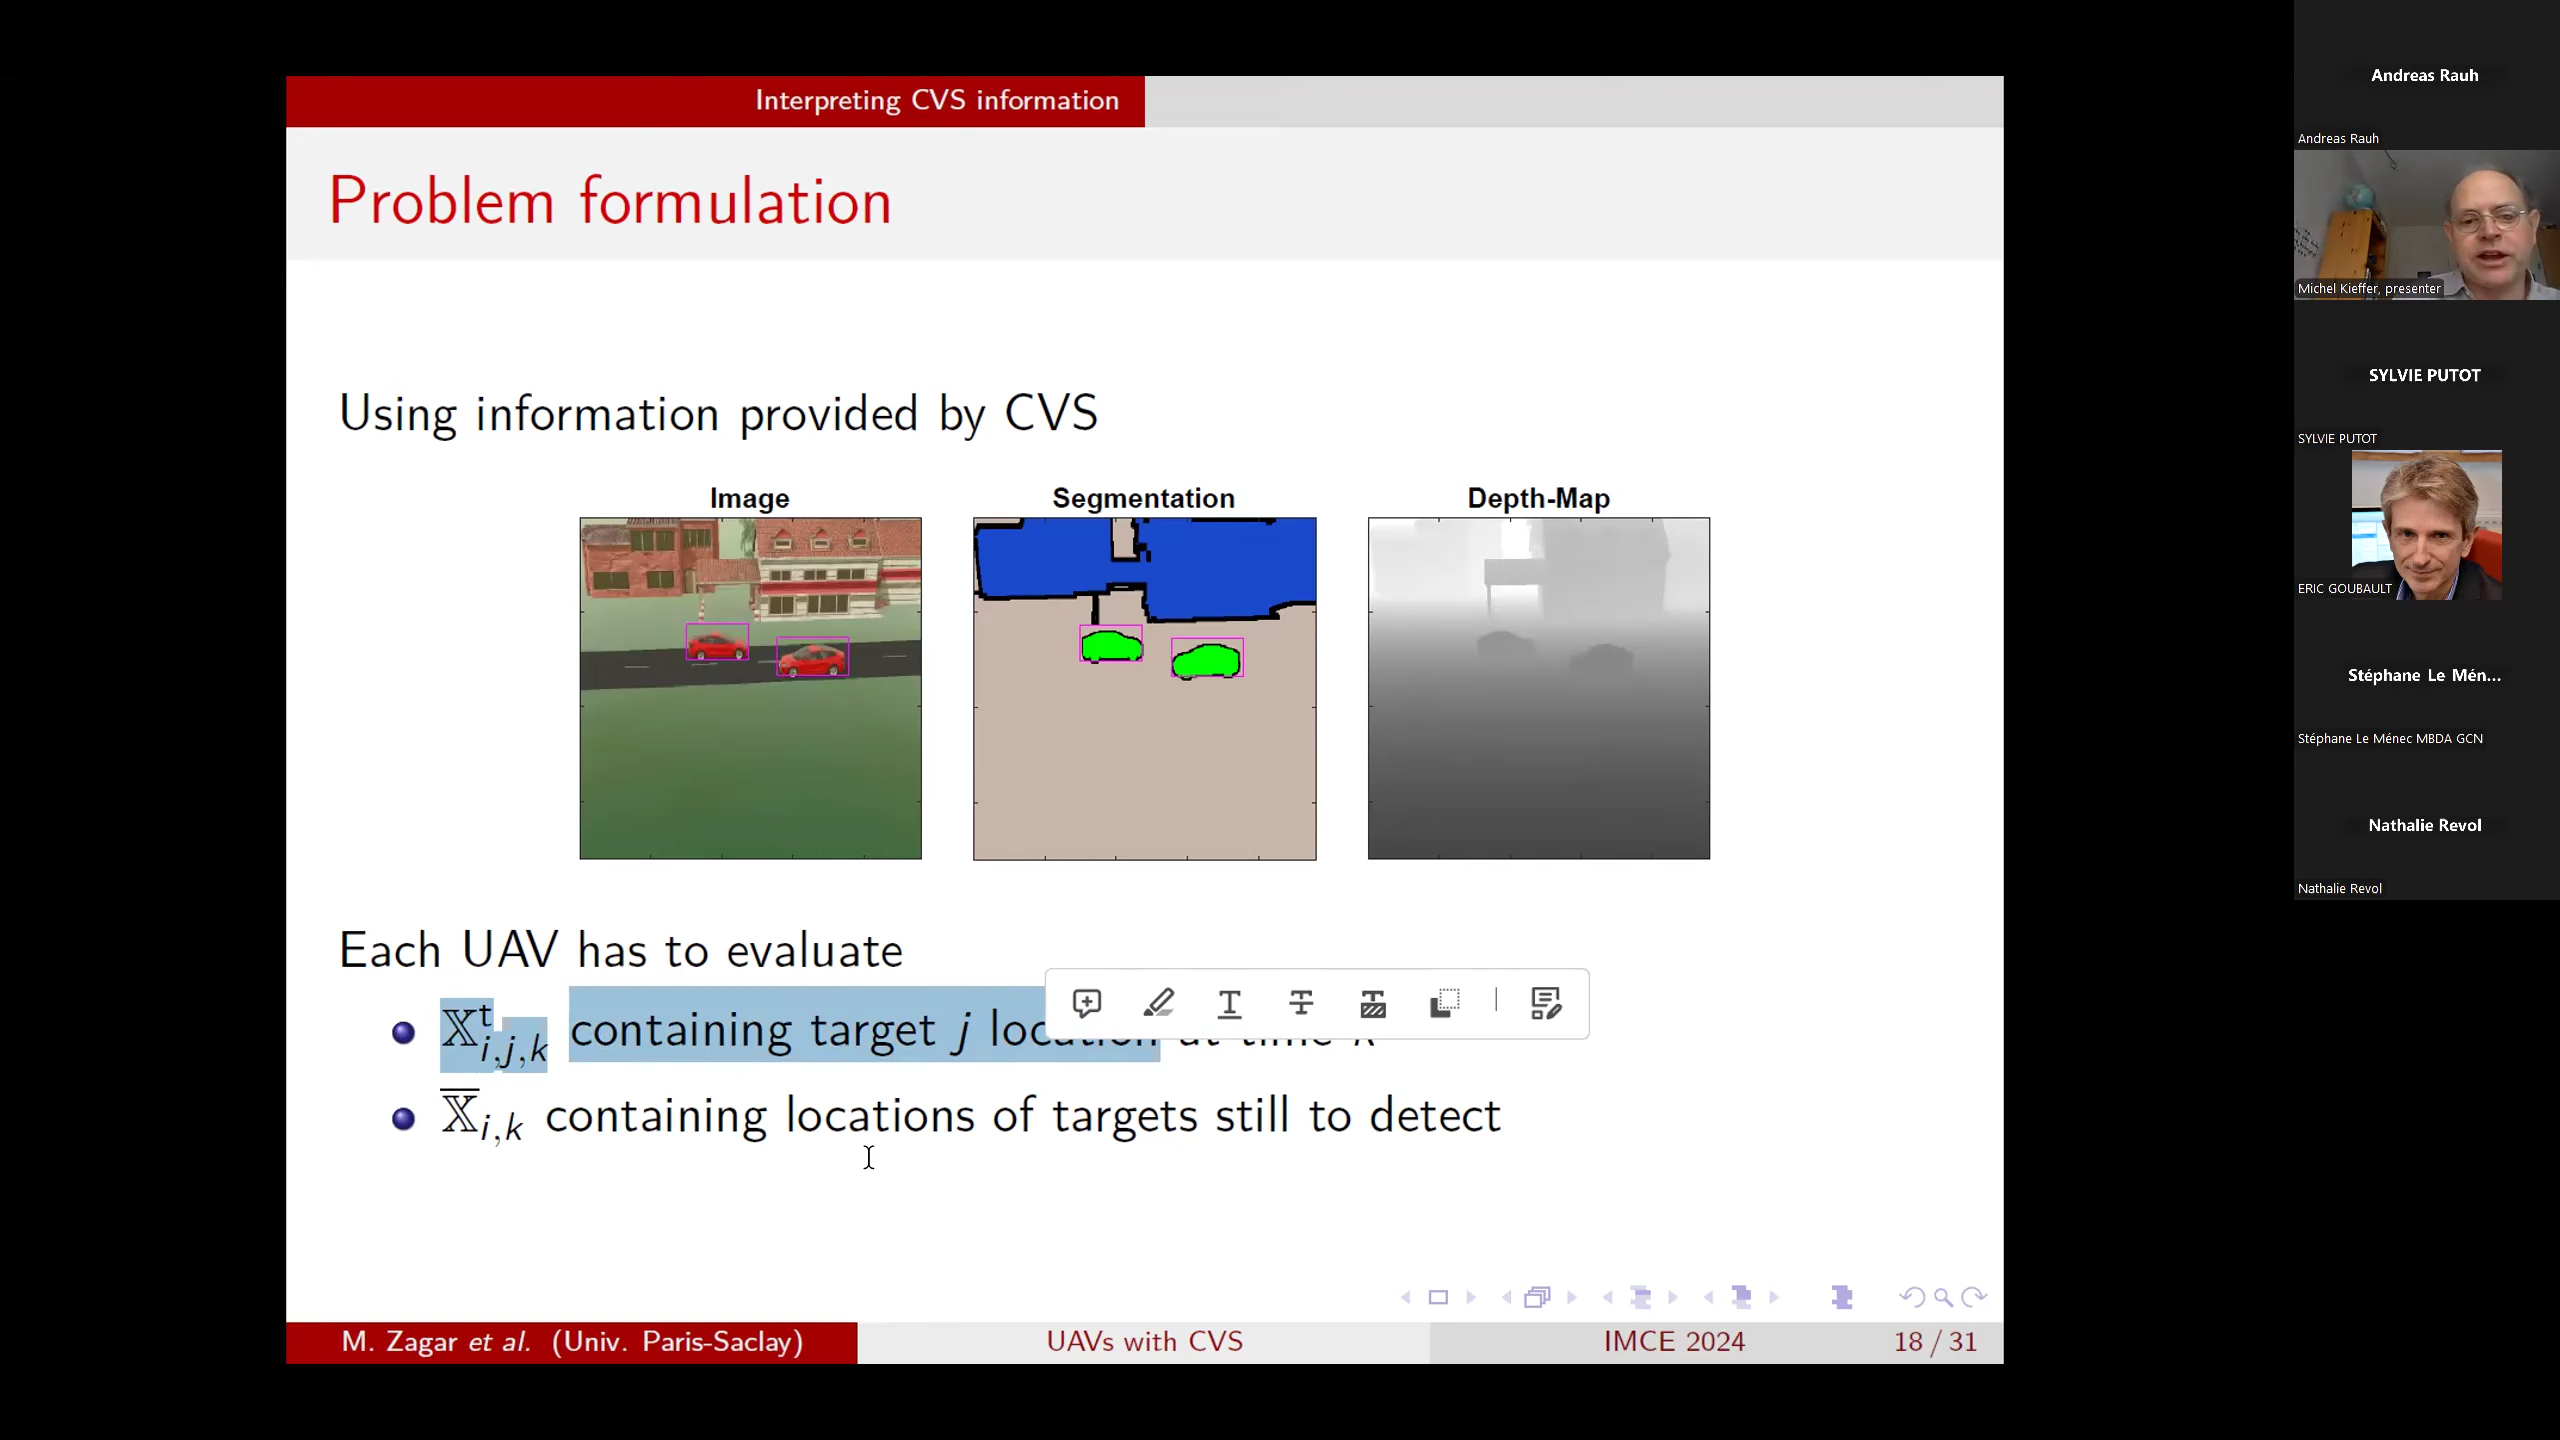 Interpreting CVS information
Problem formulation
Using information provided by CVS
Image
Segmentation
Depth-Map
Each UAV has to evaluate
𝕏ᵗᵢ,ⱼ,ₖ containing target j location at time k
𝕏̅ᵢ,ₖ containing locations of targets still to detect
M. Zagar et al. (Univ. Paris-Saclay)
UAVs with CVS
IMCE 2024
18 / 31
Andreas Rauh
Andreas Rauh
Michel Kieffer, presenter
SYLVIE PUTOT
SYLVIE PUTOT
ERIC GOUBAULT
Stéphane Le Mén...
Stéphane Le Ménec MBDA GCN
Nathalie Revol
Nathalie Revol